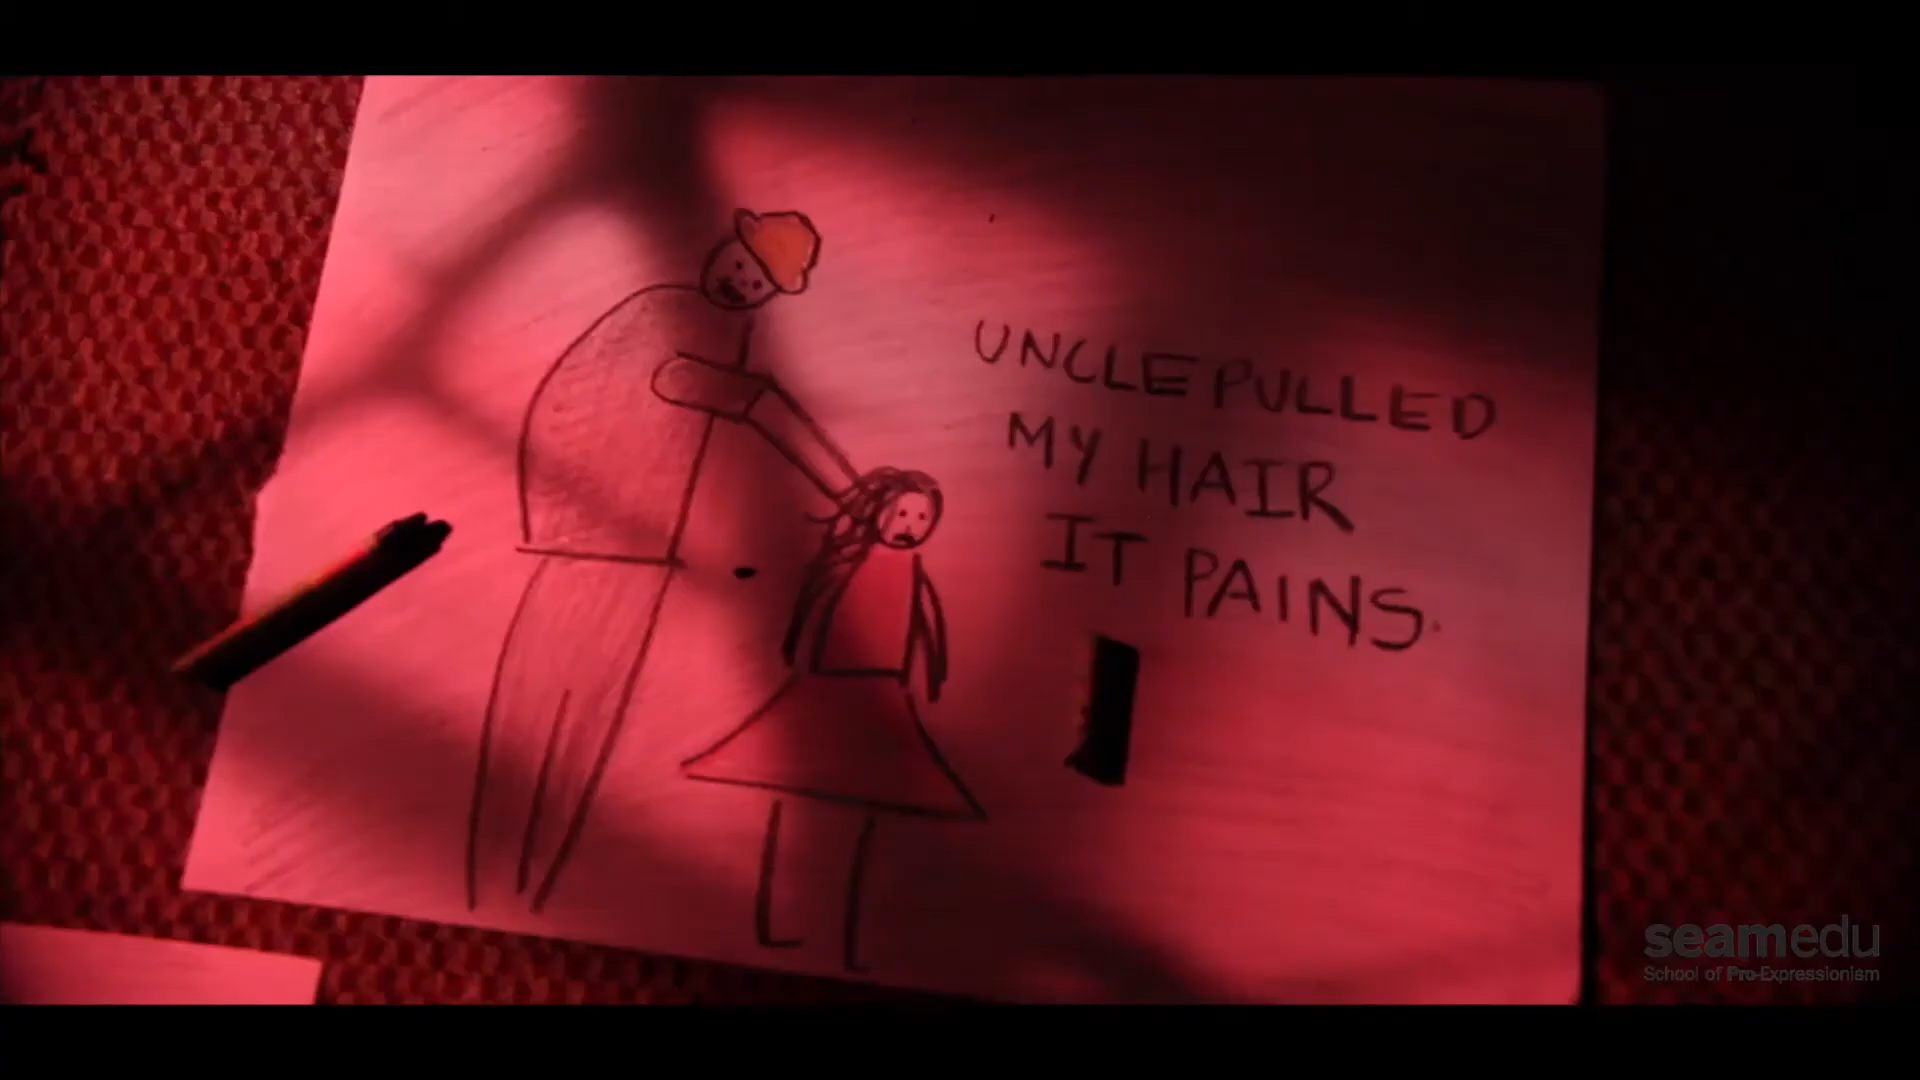 UNCLE PULLED
MY HAIR
IT PAINS.
seamedu
School of Pro-Expressionism